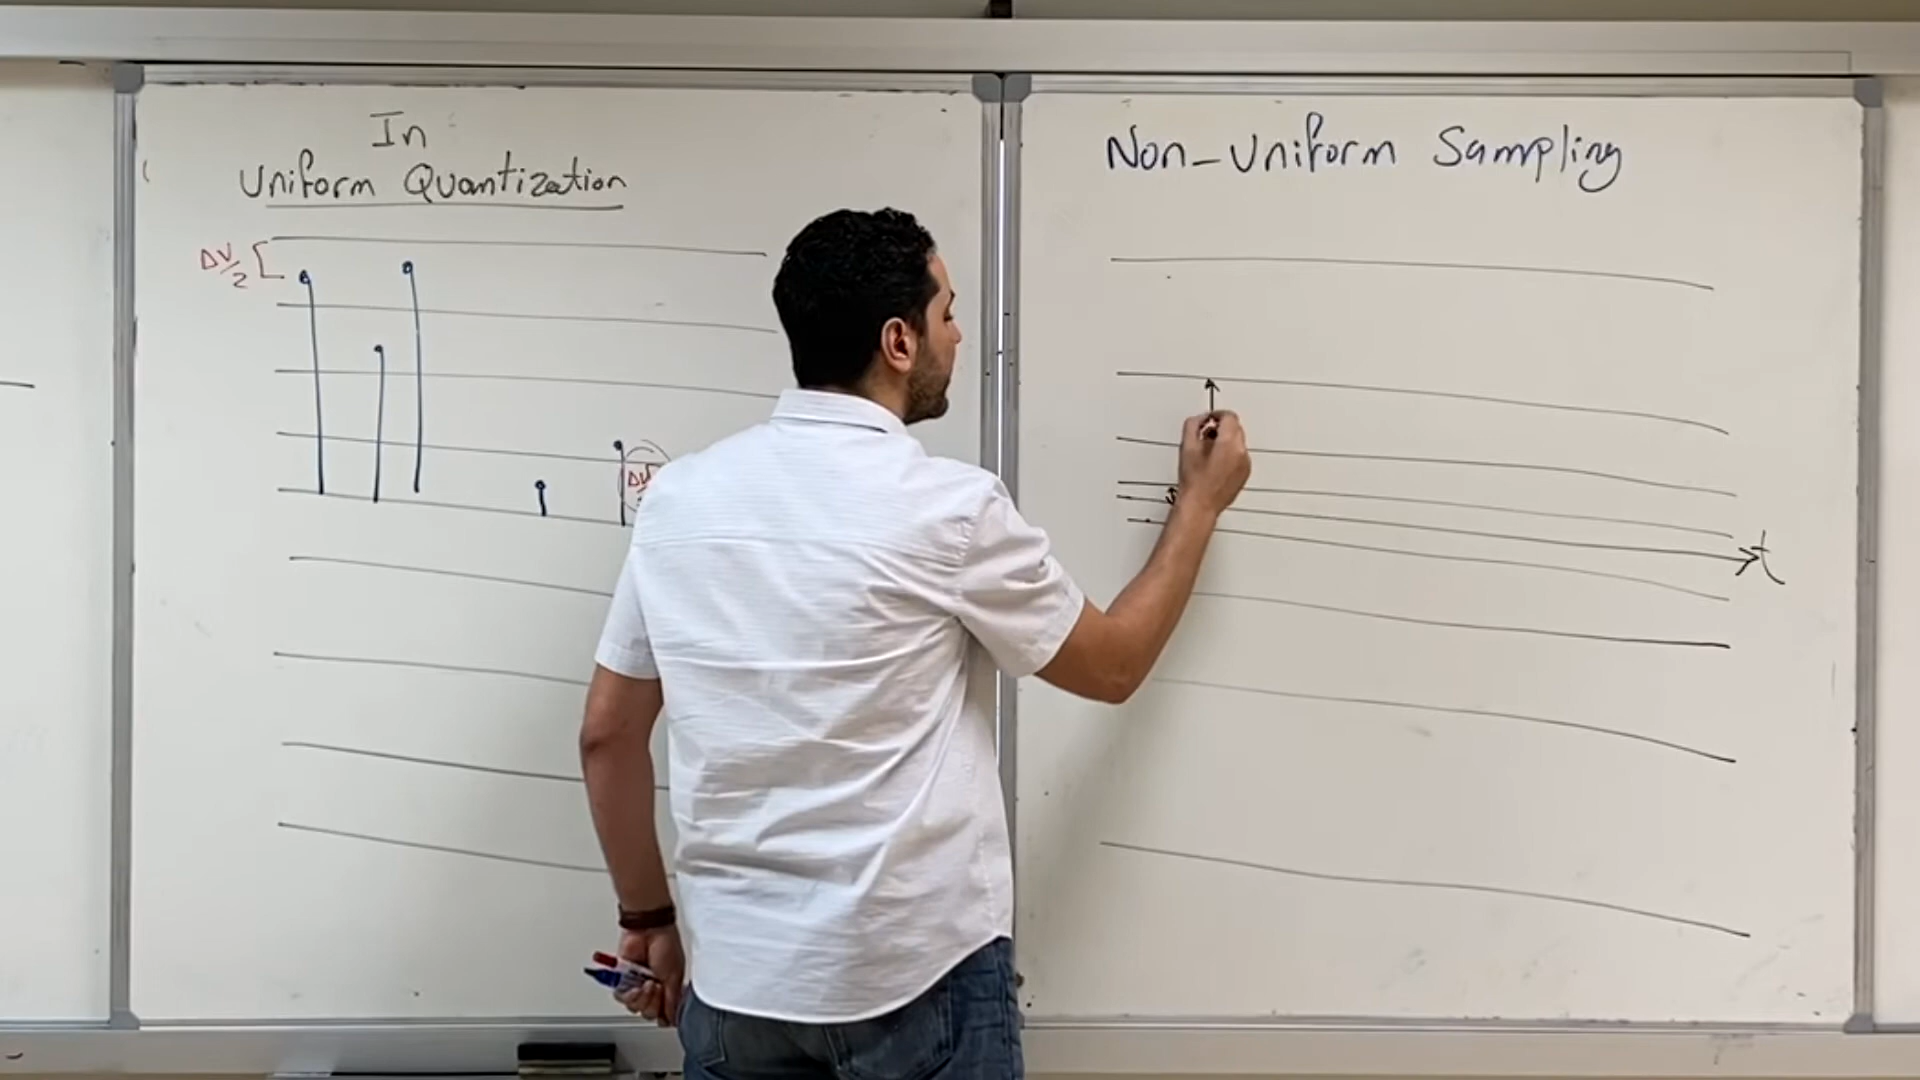 In
Uniform Quantization
ΔV/2
Non-Uniform Sampling
t